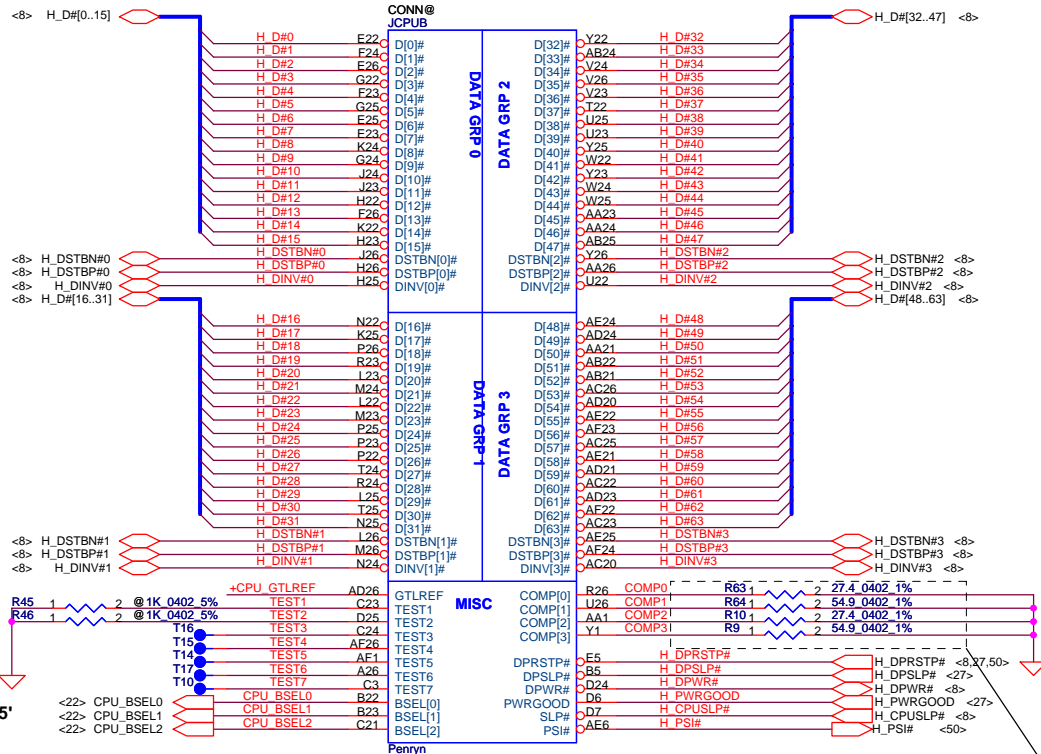 CONN@
JCPUB
<8> H_D#[0..15] H_D#[32..47] <8>
H_D#0 E22 D[0]# D[32]# Y22 H_D#32
H_D#1 F24 D[1]# D[33]# AB24 H_D#33
H_D#2 E26 D[2]# D[34]# V24 H_D#34
H_D#3 G22 D[3]# D[35]# V26 H_D#35
H_D#4 F23 D[4]# D[36]# V23 H_D#36
H_D#5 G25 D[5]# D[37]# T22 H_D#37
H_D#6 E25 D[6]# D[38]# U25 H_D#38
H_D#7 E23 D[7]# D[39]# U23 H_D#39
H_D#8 K24 D[8]# D[40]# Y25 H_D#40
H_D#9 G24 D[9]# D[41]# W22 H_D#41
H_D#10 J24 D[10]# D[42]# Y23 H_D#42
H_D#11 J23 D[11]# D[43]# W24 H_D#43
H_D#12 H22 D[12]# D[44]# W25 H_D#44
H_D#13 F26 D[13]# D[45]# AA23 H_D#45
H_D#14 K22 D[14]# D[46]# AA24 H_D#46
H_D#15 H23 D[15]# D[47]# AB25 H_D#47
<8> H_DSTBN#0 H_DSTBN#0 J26 DSTBN[0]# DSTBN[2]# Y26 H_DSTBN#2 H_DSTBN#2 <8>
<8> H_DSTBP#0 H_DSTBP#0 H26 DSTBP[0]# DSTBP[2]# AA26 H_DSTBP#2 H_DSTBP#2 <8>
<8> H_DINV#0 H_DINV#0 H25 DINV[0]# DINV[2]# U22 H_DINV#2 H_DINV#2 <8>
DATA GRP 0
DATA GRP 2
<8> H_D#[16..31] H_D#[48..63] <8>
H_D#16 N22 D[16]# D[48]# AE24 H_D#48
H_D#17 K25 D[17]# D[49]# AD24 H_D#49
H_D#18 P26 D[18]# D[50]# AA21 H_D#50
H_D#19 R23 D[19]# D[51]# AB22 H_D#51
H_D#20 L23 D[20]# D[52]# AB21 H_D#52
H_D#21 M24 D[21]# D[53]# AC26 H_D#53
H_D#22 L22 D[22]# D[54]# AD20 H_D#54
H_D#23 M23 D[23]# D[55]# AE22 H_D#55
H_D#24 P25 D[24]# D[56]# AF23 H_D#56
H_D#25 P23 D[25]# D[57]# AC25 H_D#57
H_D#26 P22 D[26]# D[58]# AE21 H_D#58
H_D#27 T24 D[27]# D[59]# AD21 H_D#59
H_D#28 R24 D[28]# D[60]# AC22 H_D#60
H_D#29 L25 D[29]# D[61]# AD23 H_D#61
H_D#30 T25 D[30]# D[62]# AF22 H_D#62
H_D#31 N25 D[31]# D[63]# AC23 H_D#63
<8> H_DSTBN#1 H_DSTBN#1 L26 DSTBN[1]# DSTBN[3]# AE25 H_DSTBN#3 H_DSTBN#3 <8>
<8> H_DSTBP#1 H_DSTBP#1 M26 DSTBP[1]# DSTBP[3]# AF24 H_DSTBP#3 H_DSTBP#3 <8>
<8> H_DINV#1 H_DINV#1 N24 DINV[1]# DINV[3]# AC20 H_DINV#3 H_DINV#3 <8>
DATA GRP 1
DATA GRP 3
MISC
+CPU_GTLREF AD26 GTLREF COMP[0] R26 COMP0 R63 1 2 27.4_0402_1%
R45 1 2 @1K_0402_5% TEST1 C23 TEST1 COMP[1] U26 COMP1 R64 1 2 54.9_0402_1%
R46 1 2 @1K_0402_5% TEST2 D25 TEST2 COMP[2] AA1 COMP2 R10 1 2 27.4_0402_1%
T16 TEST3 C24 TEST3 COMP[3] Y1 COMP3 R9 1 2 54.9_0402_1%
T15 TEST4 AF26 TEST4
T14 TEST5 AF1 TEST5 DPRSTP# E5 H_DPRSTP# H_DPRSTP# <8,27,50>
T17 TEST6 A26 TEST6 DPSLP# B5 H_DPSLP# H_DPSLP# <27>
T10 TEST7 C3 TEST7 DPWR# D24 H_DPWR# H_DPWR# <8>
<22> CPU_BSEL0 CPU_BSEL0 B22 BSEL[0] PWRGOOD D6 H_PWRGOOD H_PWRGOOD <27>
<22> CPU_BSEL1 CPU_BSEL1 B23 BSEL[1] SLP# D7 H_CPUSLP# H_CPUSLP# <8>
<22> CPU_BSEL2 CPU_BSEL2 C21 BSEL[2] PSI# AE6 H_PSI# H_PSI# <50>
5'
Penryn